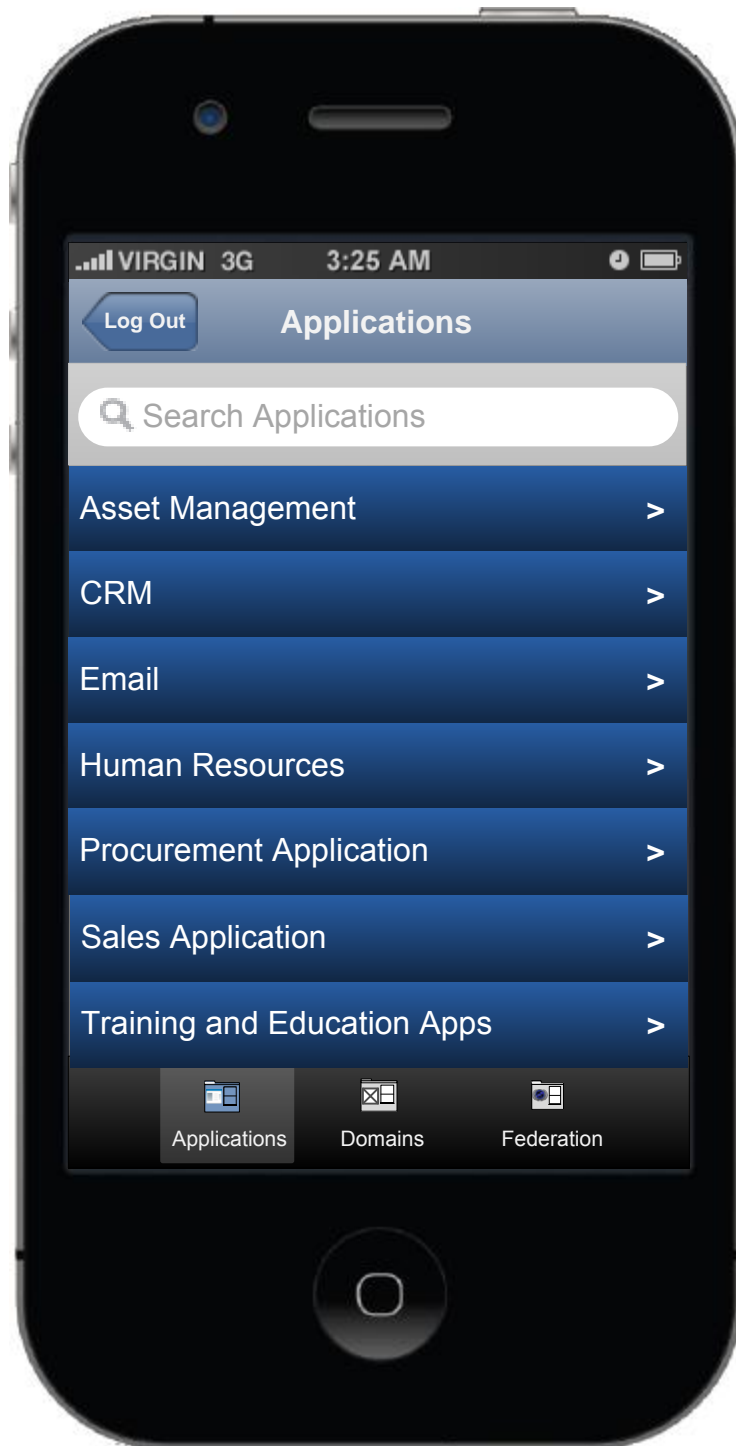 VIRGIN 3G 3:25 AM
Log Out Applications
Search Applications
Asset Management >
CRM >
Email >
Human Resources >
Procurement Application >
Sales Application >
Training and Education Apps >
Applications Domains Federation